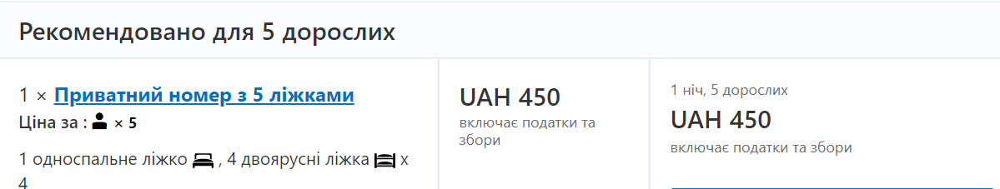 Рекомендовано для 5 дорослих
1 × Приватний номер з 5 ліжками
Ціна за : × 5
1 односпальне ліжко , 4 двоярусні ліжка x
4
UAH 450
включає податки та
збори
1 ніч, 5 дорослих
UAH 450
включає податки та збори